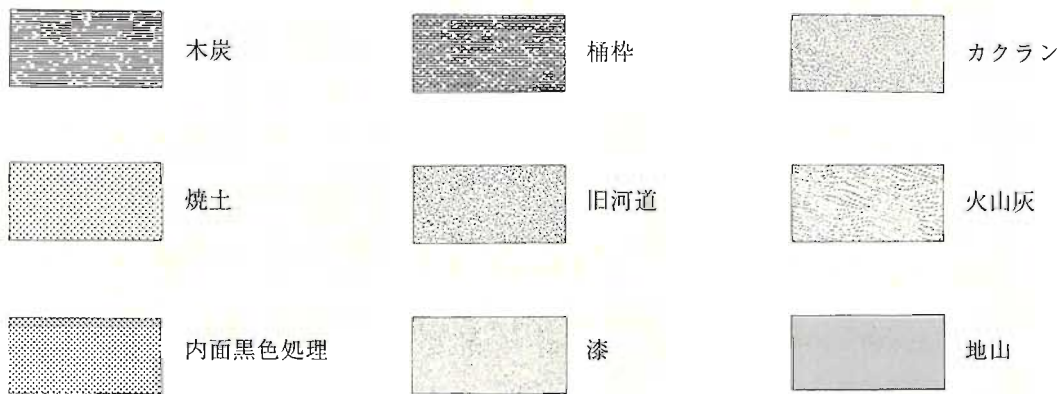 木炭
桶枠
カクラン
焼土
旧河道
火山灰
内面黒色処理
漆
地山